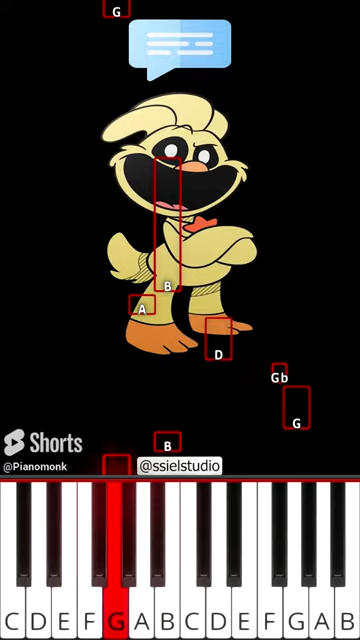 G
B
A
D
Gb
G
B
Shorts
@Pianomonk
@ssielstudio
C D E F G A B C D E F G A B